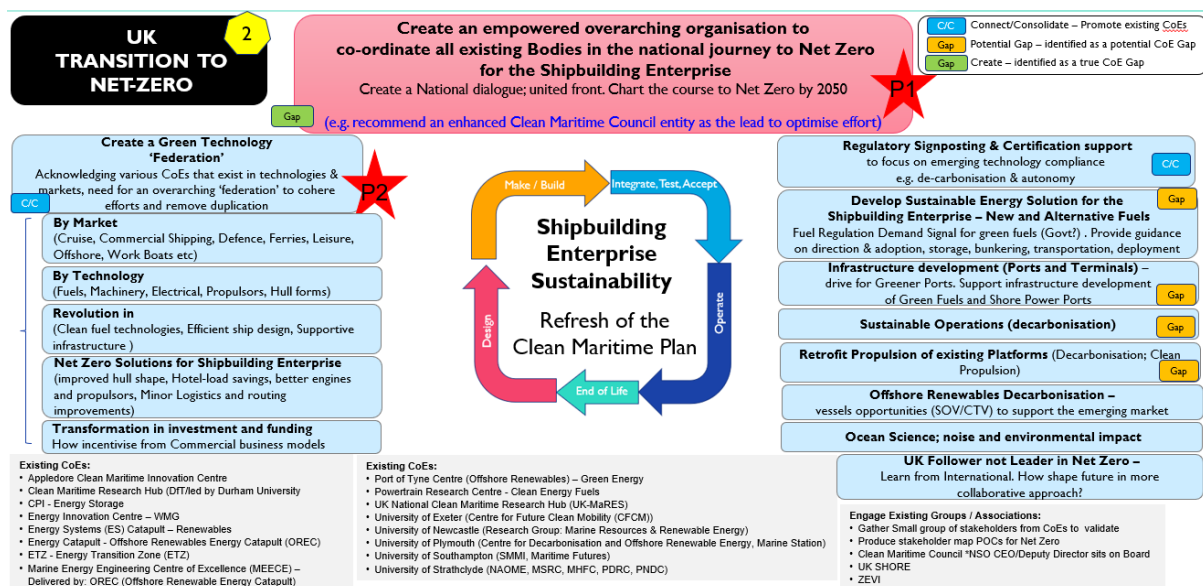 UK
TRANSITION TO
NET-ZERO
2
Create an empowered overarching organisation to
co-ordinate all existing Bodies in the national journey to Net Zero
for the Shipbuilding Enterprise
Create a National dialogue; united front. Chart the course to Net Zero by 2050
(e.g. recommend an enhanced Clean Maritime Council entity as the lead to optimise effort)
Gap
P1
C/C Connect/Consolidate – Promote existing CoEs
Gap Potential Gap – identified as a potential CoE Gap
Gap Create – identified as a true CoE Gap
Create a Green Technology
‘Federation’
Acknowledging various CoEs that exist in technologies &
markets, need for an overarching ‘federation’ to cohere
efforts and remove duplication
C/C
P2
By Market
(Cruise, Commercial Shipping, Defence, Ferries, Leisure,
Offshore, Work Boats etc)
By Technology
(Fuels, Machinery, Electrical, Propulsors, Hull forms)
Revolution in
(Clean fuel technologies, Efficient ship design, Supportive
infrastructure )
Net Zero Solutions for Shipbuilding Enterprise
(improved hull shape, Hotel-load savings, better engines
and propulsors, Minor Logistics and routing
improvements)
Transformation in investment and funding
How incentivise from Commercial business models
Make / Build
Integrate, Test, Accept
Operate
End of Life
Design
Shipbuilding
Enterprise
Sustainability
Refresh of the
Clean Maritime Plan
Regulatory Signposting & Certification support
to focus on emerging technology compliance
e.g. de-carbonisation & autonomy
C/C
Develop Sustainable Energy Solution for the
Shipbuilding Enterprise – New and Alternative Fuels
Fuel Regulation Demand Signal for green fuels (Govt?) . Provide guidance
on direction & adoption, storage, bunkering, transportation, deployment
Gap
Infrastructure development (Ports and Terminals) –
drive for Greener Ports. Support infrastructure development
of Green Fuels and Shore Power Ports
Gap
Sustainable Operations (decarbonisation)
Gap
Retrofit Propulsion of existing Platforms (Decarbonisation; Clean
Propulsion)
Gap
Offshore Renewables Decarbonisation –
vessels opportunities (SOV/CTV) to support the emerging market
Ocean Science; noise and environmental impact
UK Follower not Leader in Net Zero –
Learn from International. How shape future in more
collaborative approach?
Existing CoEs:
• Appledore Clean Maritime Innovation Centre
• Clean Maritime Research Hub (DfT/led by Durham University
• CPI - Energy Storage
• Energy Innovation Centre – WMG
• Energy Systems (ES) Catapult – Renewables
• Energy Catapult - Offshore Renewables Energy Catapult (OREC)
• ETZ - Energy Transition Zone (ETZ)
• Marine Energy Engineering Centre of Excellence (MEECE) –
Delivered by: OREC (Offshore Renewable Energy Catapult)
Existing CoEs:
• Port of Tyne Centre (Offshore Renewables) – Green Energy
• Powertrain Research Centre - Clean Energy Fuels
• UK National Clean Maritime Research Hub (UK-MaRES)
• University of Exeter (Centre for Future Clean Mobility (CFCM))
• University of Newcastle (Research Group: Marine Resources & Renewable Energy)
• University of Plymouth (Centre for Decarbonisation and Offshore Renewable Energy, Marine Station)
• University of Southampton (SMMI, Maritime Futures)
• University of Strathclyde (NAOME, MSRC, MHFC, PDRC, PNDC)
Engage Existing Groups / Associations:
• Gather Small group of stakeholders from CoEs to validate
• Produce stakeholder map POCs for Net Zero
• Clean Maritime Council *NSO CEO/Deputy Director sits on Board
• UK SHORE
• ZEVI